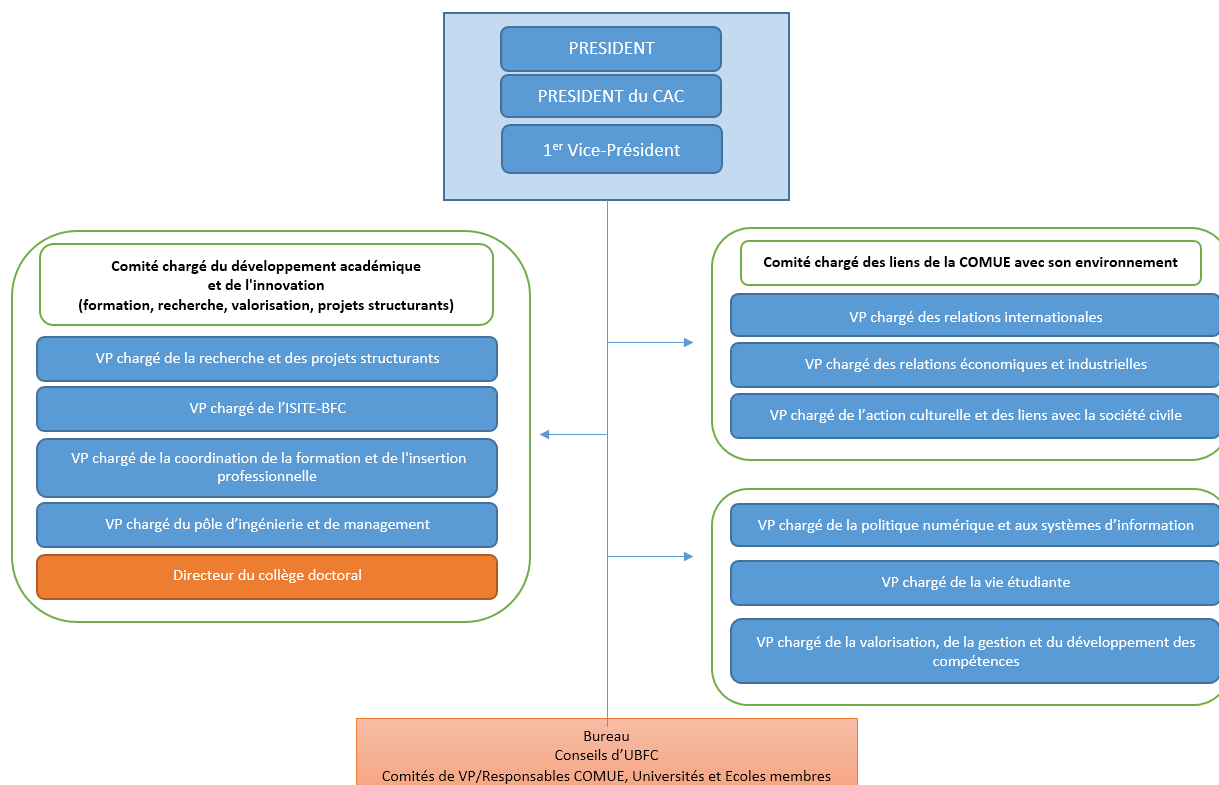 PRESIDENT
PRESIDENT du CAC
1er Vice-Président
Comité chargé du développement académique
et de l'innovation
(formation, recherche, valorisation, projets structurants)
VP chargé de la recherche et des projets structurants
VP chargé de l’ISITE-BFC
VP chargé de la coordination de la formation et de l'insertion
professionnelle
VP chargé du pôle d’ingénierie et de management
Directeur du collège doctoral
Comité chargé des liens de la COMUE avec son environnement
VP chargé des relations internationales
VP chargé des relations économiques et industrielles
VP chargé de l’action culturelle et des liens avec la société civile
VP chargé de la politique numérique et aux systèmes d’information
VP chargé de la vie étudiante
VP chargé de la valorisation, de la gestion et du développement des
compétences
Bureau
Conseils d’UBFC
Comités de VP/Responsables COMUE, Universités et Ecoles membres